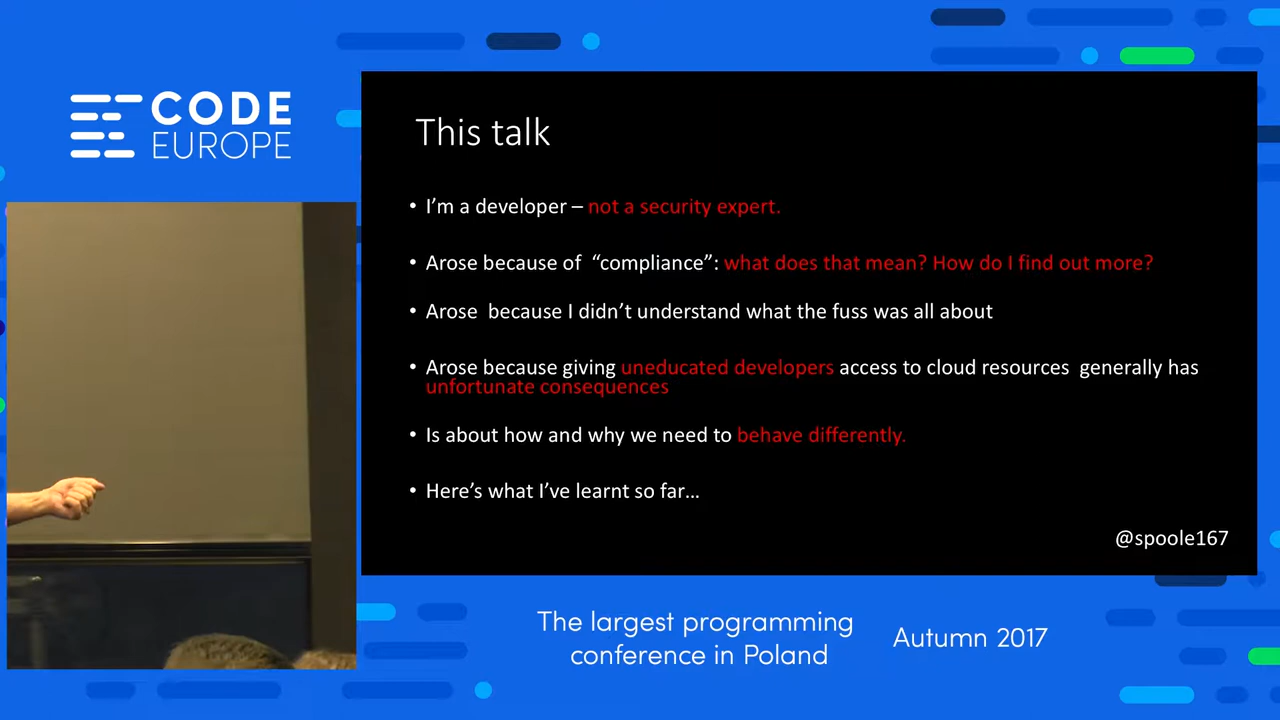 CODE
EUROPE
This talk
• I'm a developer – not a security expert.
• Arose because of  “compliance”: what does that mean? How do I find out more?
• Arose  because I didn't understand what the fuss was all about
• Arose because giving uneducated developers access to cloud resources  generally has
unfortunate consequences
• Is about how and why we need to behave differently.
• Here's what I've learnt so far…
@spoole167
The largest programming
conference in Poland
Autumn 2017